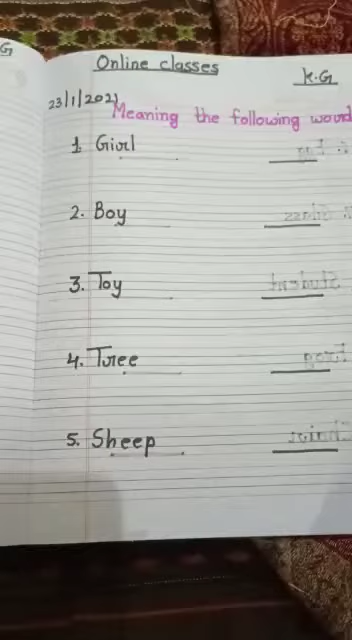 G
Online classes
K.G
23/1/2021
Meaning the following word
1. Girl
2. Boy
3. Toy
4. Tree
5. Sheep